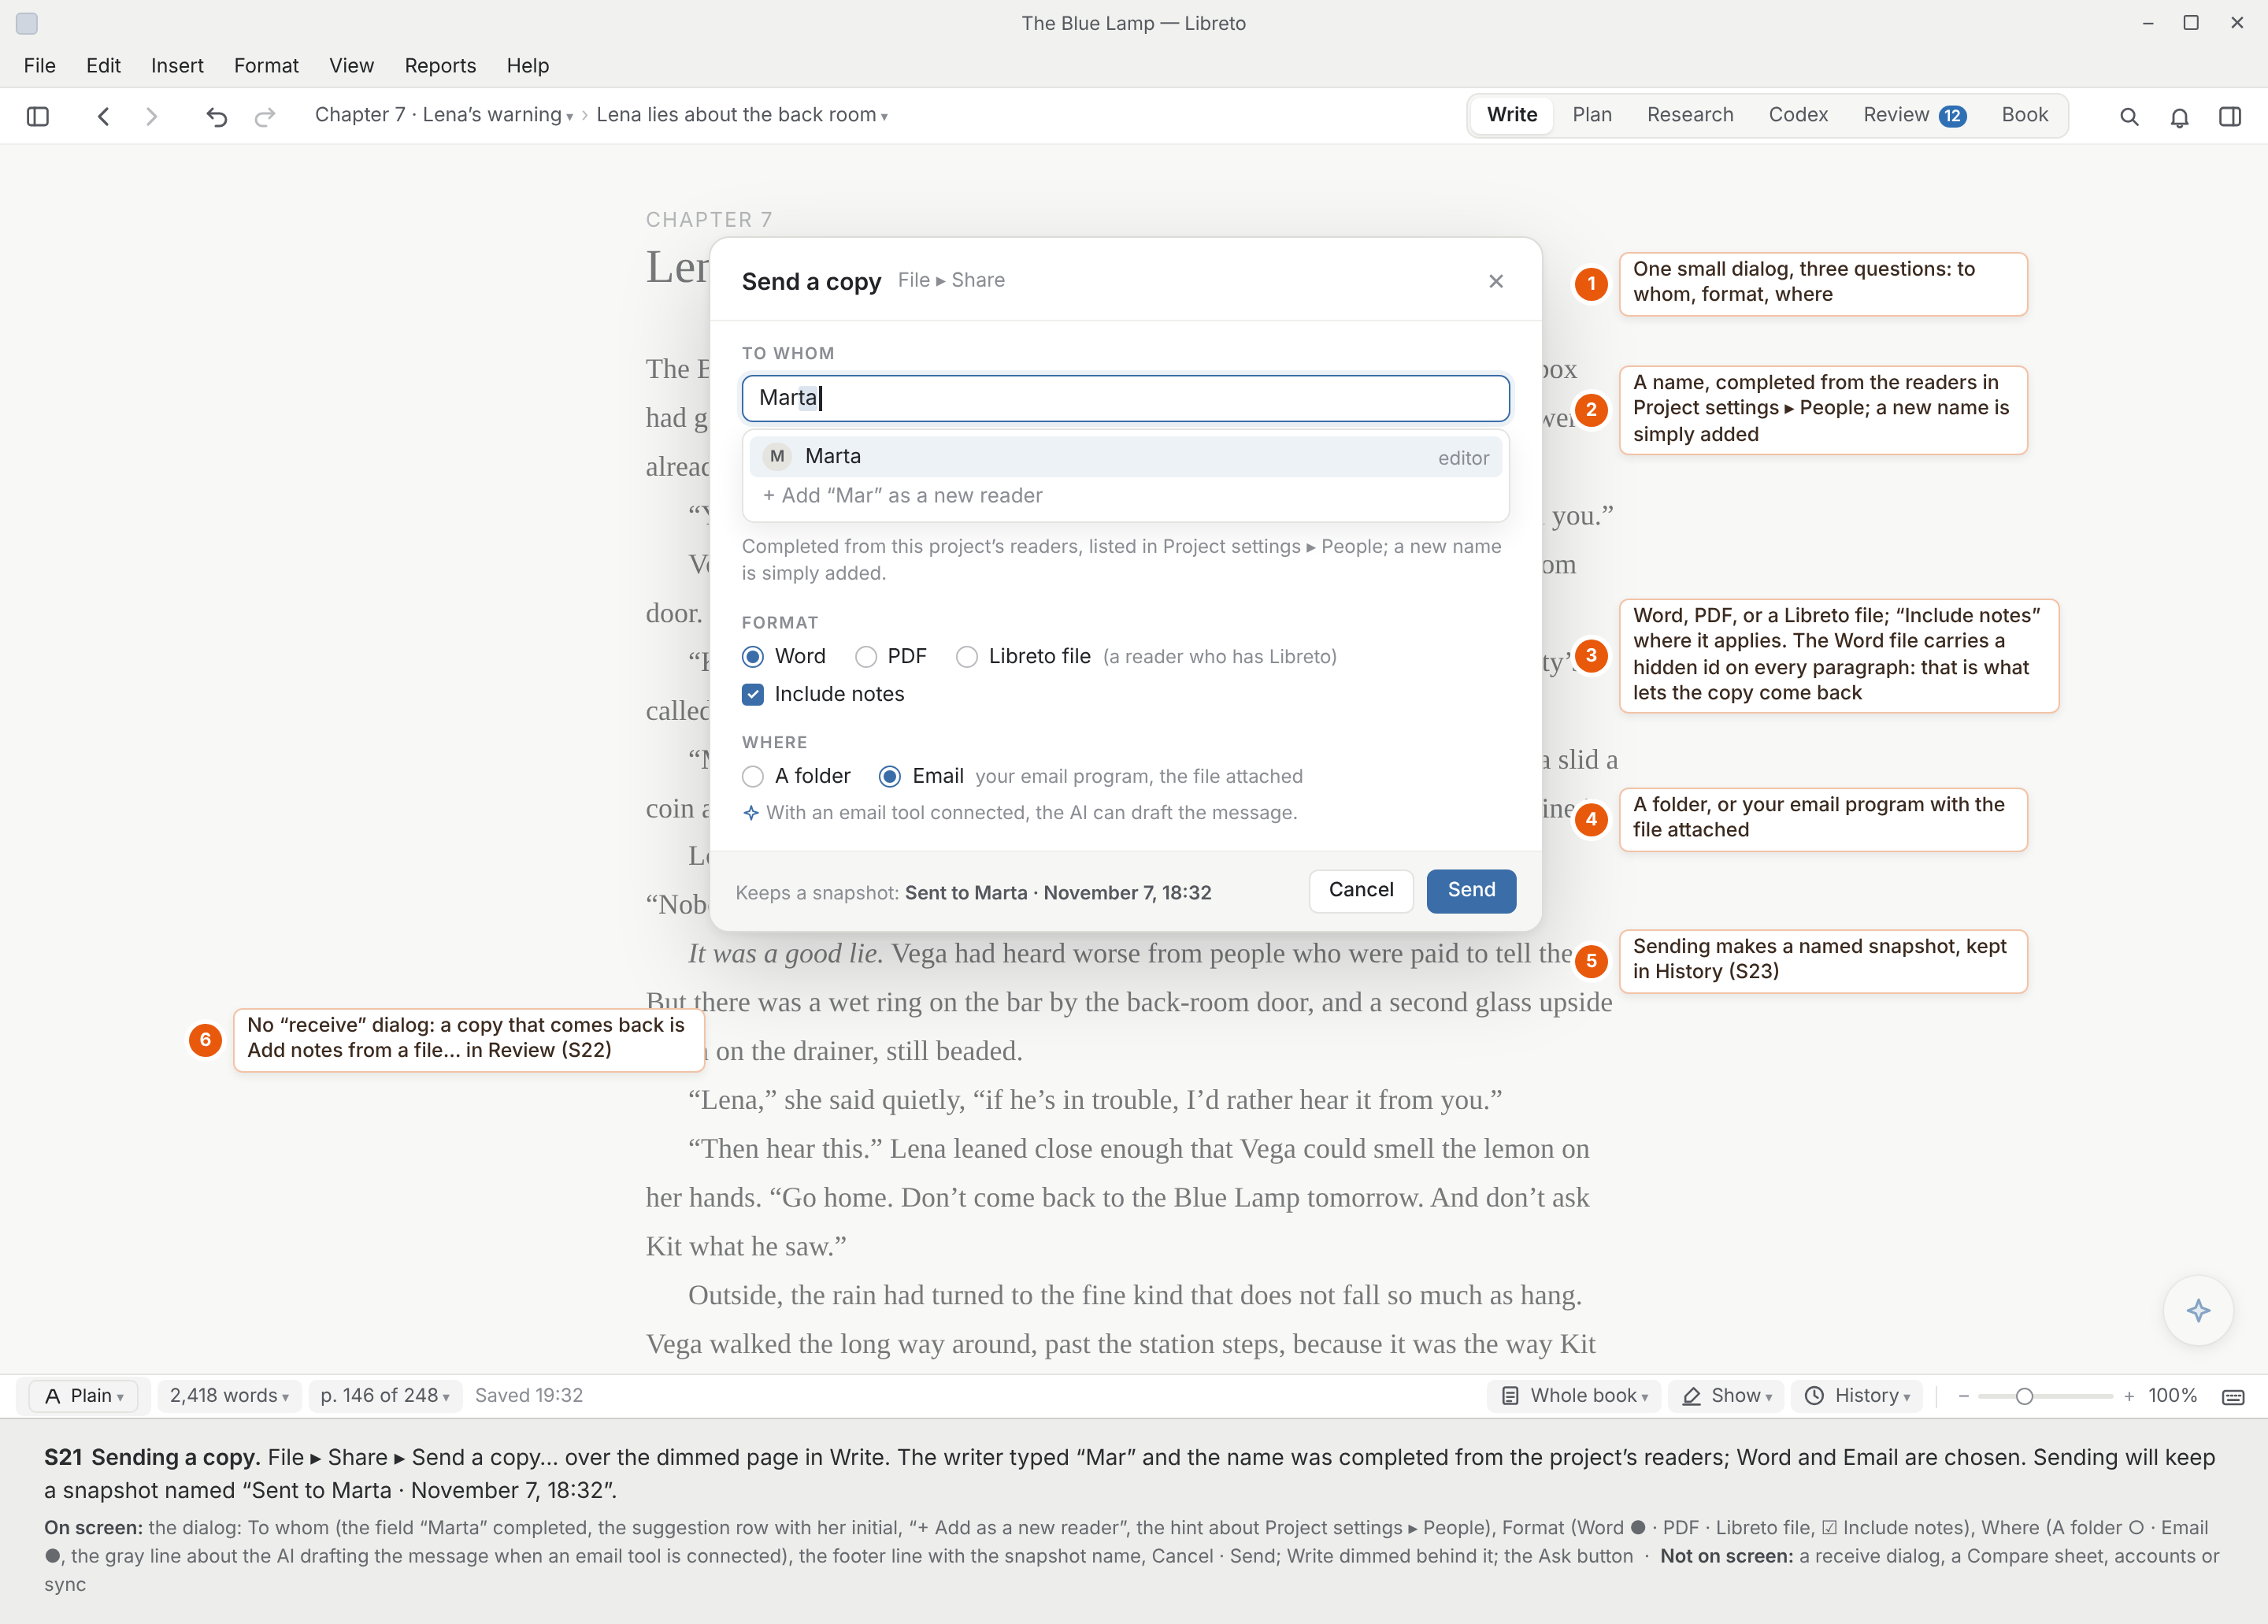 The Blue Lamp — Libreto
File Edit Insert Format View Reports Help
Chapter 7 · Lena’s warning ▾ › Lena lies about the back room ▾
Write Plan Research Codex Review 12 Book
CHAPTER 7
Len
Send a copy File ▸ Share
TO WHOM
Marta
M Marta editor
+ Add “Mar” as a new reader
Completed from this project’s readers, listed in Project settings ▸ People; a new name
is simply added.
FORMAT
Word PDF Libreto file (a reader who has Libreto)
Include notes
WHERE
A folder Email your email program, the file attached
With an email tool connected, the AI can draft the message.
Keeps a snapshot: Sent to Marta · November 7, 18:32
Cancel Send
The B
box
had g
alread
you.”
door.
om
called
a slid a
coin a
“Nob
It was a good lie. Vega had heard worse from people who were paid to tell the
But there was a wet ring on the bar by the back-room door, and a second glass upside
on the drainer, still beaded.
“Lena,” she said quietly, “if he’s in trouble, I’d rather hear it from you.”
“Then hear this.” Lena leaned close enough that Vega could smell the lemon on
her hands. “Go home. Don’t come back to the Blue Lamp tomorrow. And don’t ask
Kit what he saw.”
Outside, the rain had turned to the fine kind that does not fall so much as hang.
Vega walked the long way around, past the station steps, because it was the way Kit
1
One small dialog, three questions: to
whom, format, where
2
A name, completed from the readers in
Project settings ▸ People; a new name is
simply added
3
Word, PDF, or a Libreto file; “Include notes”
where it applies. The Word file carries a
hidden id on every paragraph: that is what
lets the copy come back
4
A folder, or your email program with the
file attached
5
Sending makes a named snapshot, kept
in History (S23)
6
No “receive” dialog: a copy that comes back is
Add notes from a file… in Review (S22)
A Plain ▾ 2,418 words ▾ p. 146 of 248 ▾ Saved 19:32
Whole book ▾ Show ▾ History ▾ − + 100%
S21 Sending a copy. File ▸ Share ▸ Send a copy… over the dimmed page in Write. The writer typed “Mar” and the name was completed from the project’s readers; Word and Email are chosen. Sending will keep
a snapshot named “Sent to Marta · November 7, 18:32”.
On screen: the dialog: To whom (the field “Marta” completed, the suggestion row with her initial, “+ Add as a new reader”, the hint about Project settings ▸ People), Format (Word ● · PDF · Libreto file, ☑ Include notes), Where (A folder ○ · Email
●, the gray line about the AI drafting the message when an email tool is connected), the footer line with the snapshot name, Cancel · Send; Write dimmed behind it; the Ask button · Not on screen: a receive dialog, a Compare sheet, accounts or
sync